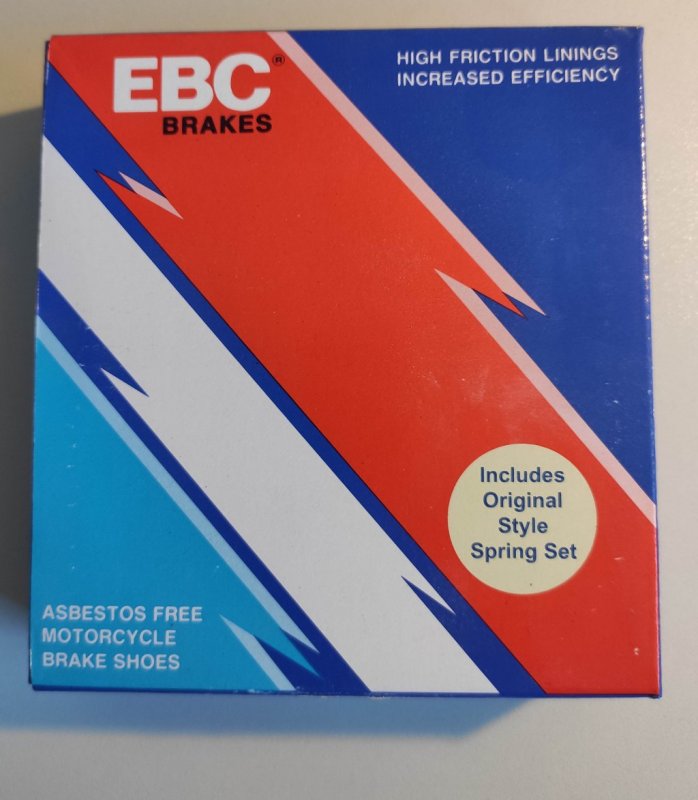 EBC®
BRAKES
HIGH FRICTION LININGS
INCREASED EFFICIENCY
Includes
Original
Style
Spring Set
ASBESTOS FREE
MOTORCYCLE
BRAKE SHOES